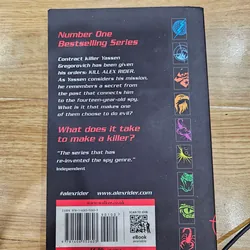 Number One
Bestselling Series
Contract killer Yassen
Gregorovich has been given
his orders: KILL ALEX RIDER.
As Yassen considers his mission,
he remembers a secret from
the past that connects him
to the fourteen-year-old spy.
What is it that makes one
of them choose to do evil?
What does it take
to make a killer?
"The series that has
re-invented the spy genre."
Independent
#alexrider
@alexrider.com
eBook
available